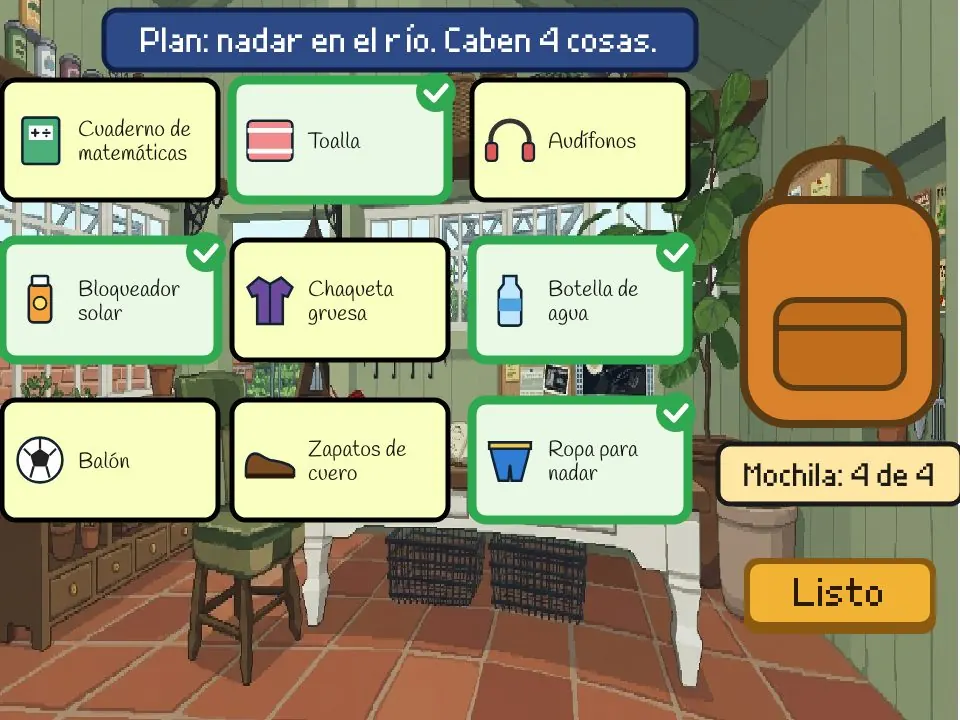 Plan: nadar en el río. Caben 4 cosas.
Cuaderno de
matemáticas
Toalla
Audífonos
Bloqueador
solar
Chaqueta
gruesa
Botella de
agua
Balón
Zapatos de
cuero
Ropa para
nadar
Mochila: 4 de 4
Listo